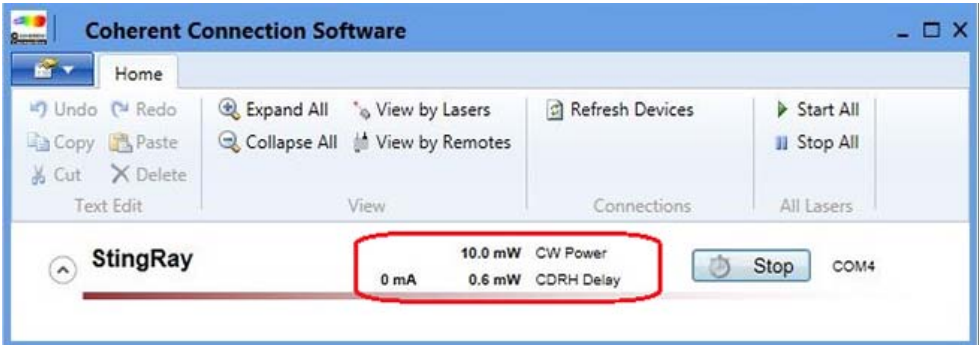 Coherent Connection Software
Home
Undo Redo
Copy Paste
Cut Delete
Text Edit
Expand All View by Lasers
Collapse All View by Remotes
View
Refresh Devices
Connections
Start All
Stop All
All Lasers
StingRay
10.0 mW CW Power
0 mA 0.6 mW CDRH Delay
Stop
COM4